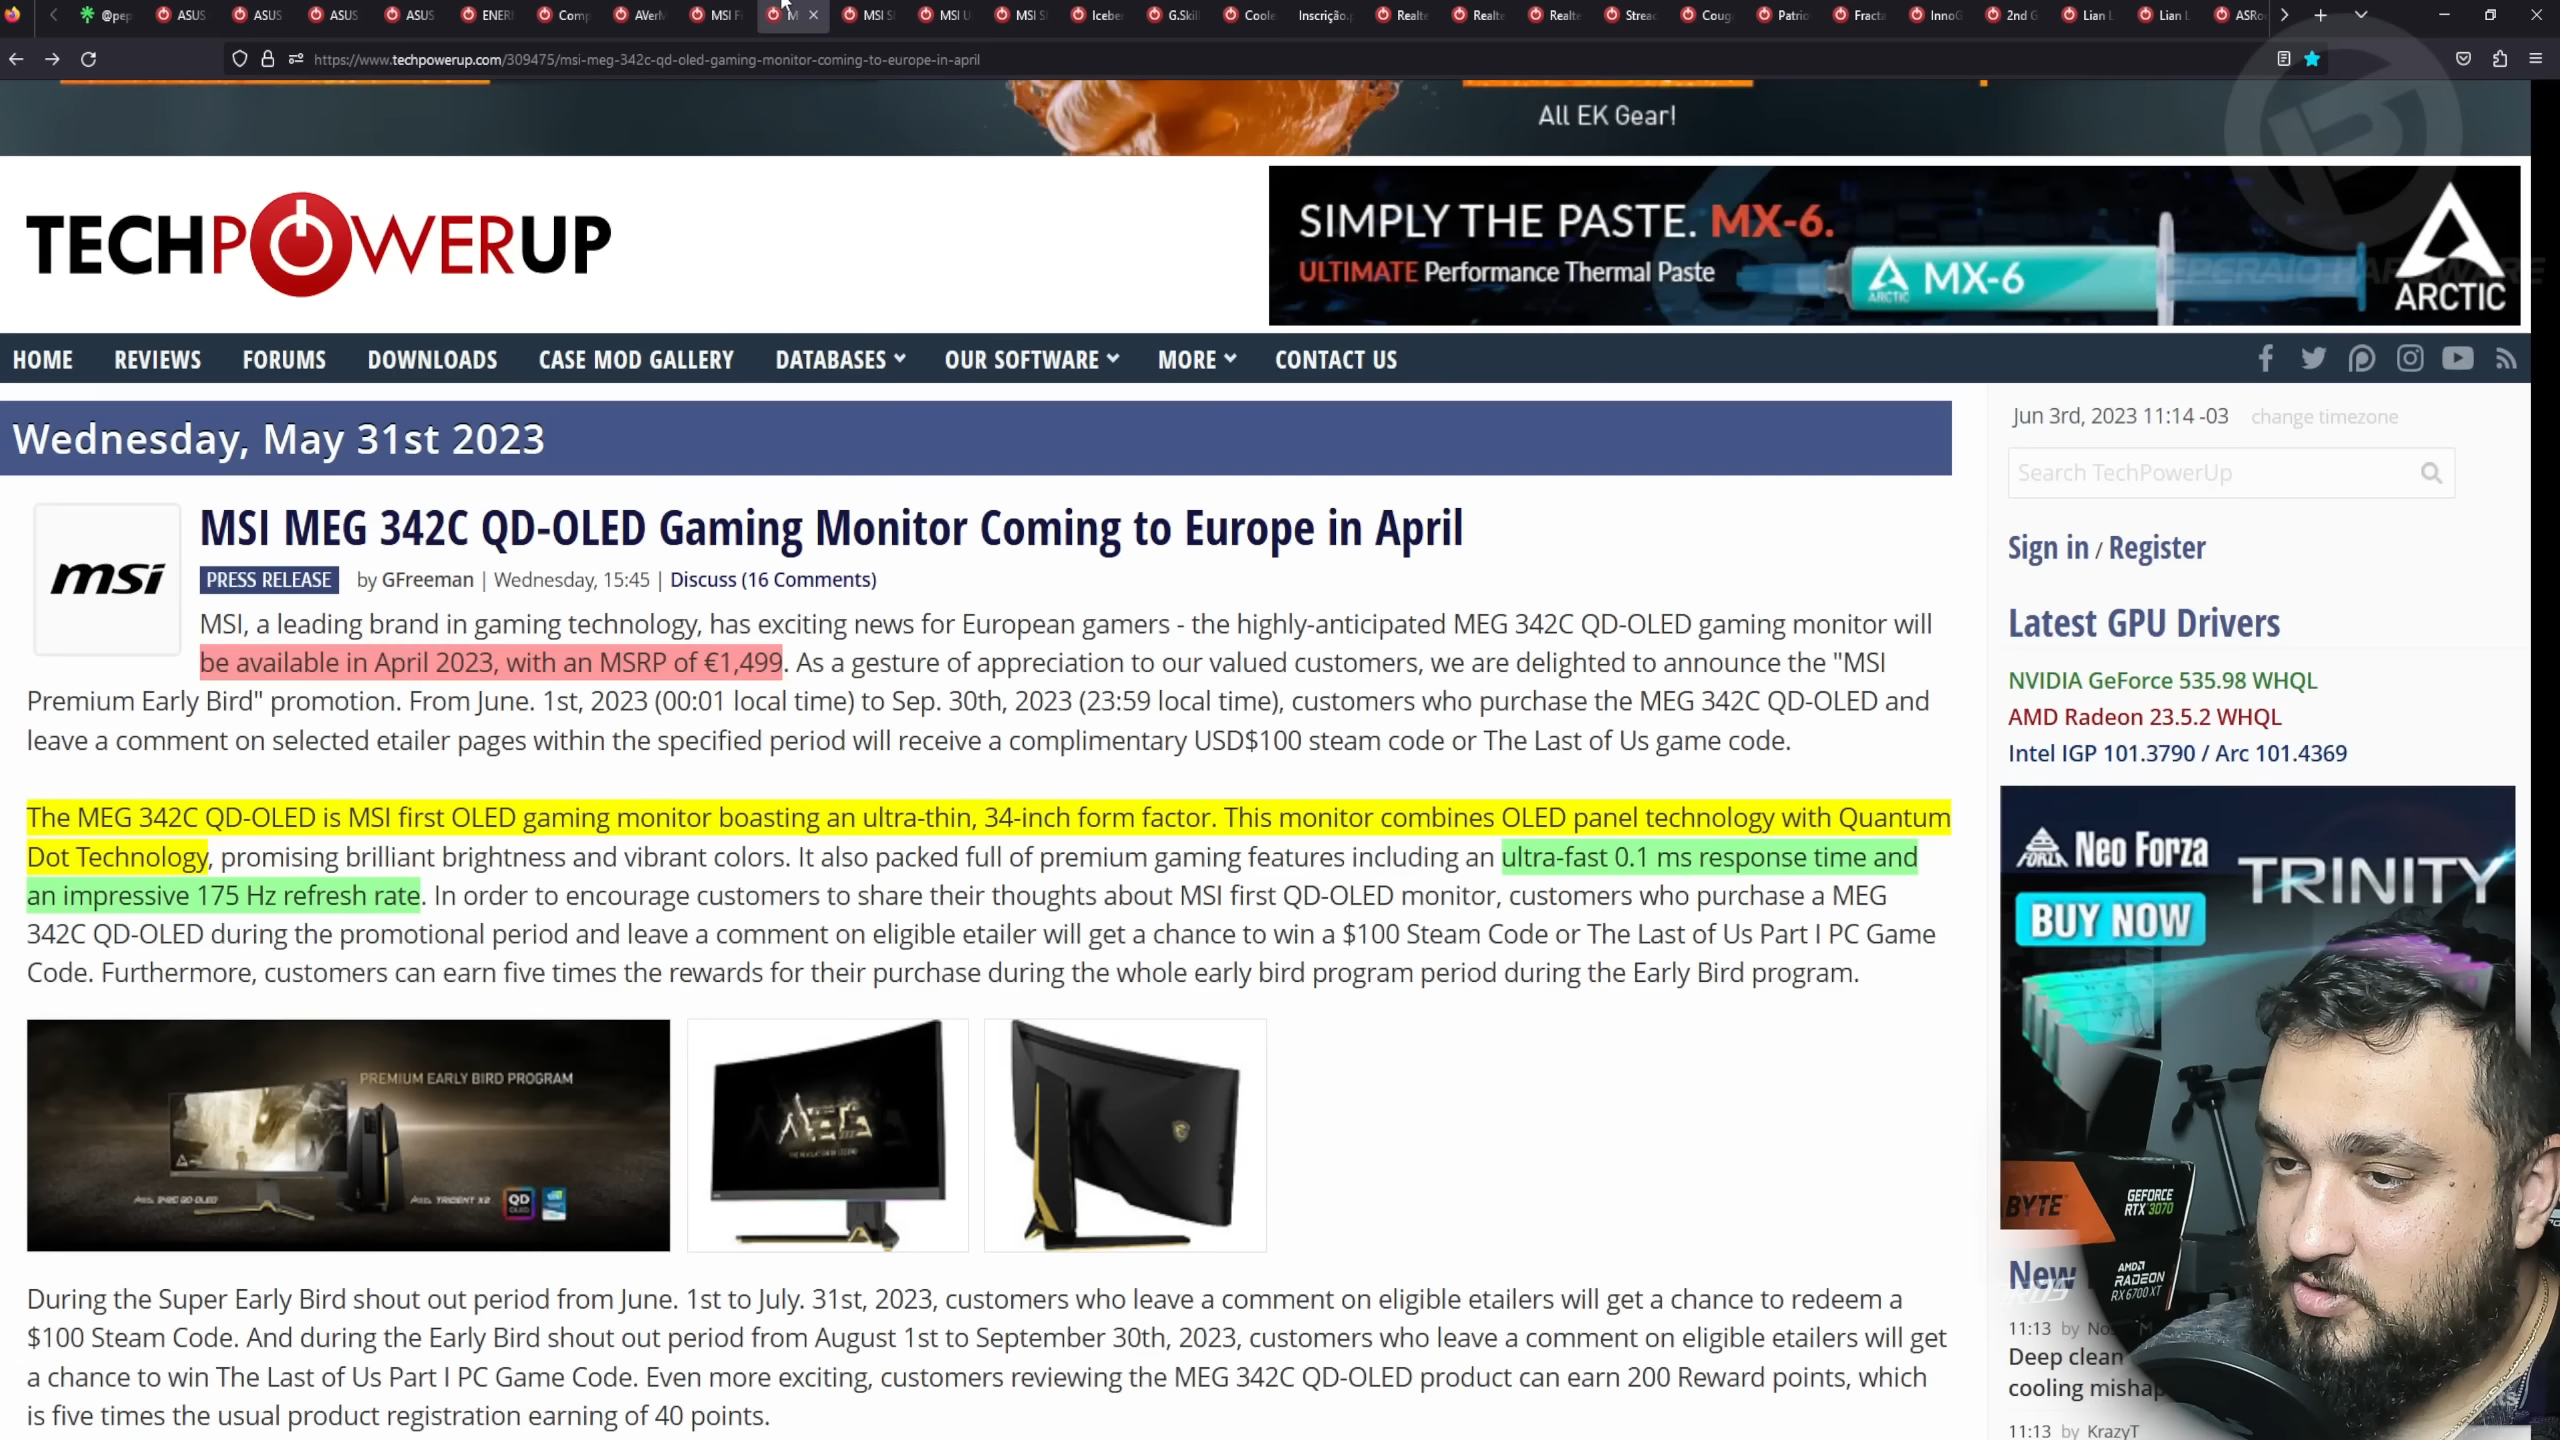 @pep ASUS ASUS ASUS ASUS ENER Comp AVerM MSI F M MSI S MSI U MSI S Iceber G.Skil Coole Inscrição, Realte Realte Realte Strea Coug Patrio Fracta InnoG 2nd G Lian L Lian L ASRo
https://www.techpowerup.com/309475/msi-meg-342c-qd-oled-gaming-monitor-coming-to-europe-in-april
All EK Gear!
TECHPOWERUP
SIMPLY THE PASTE. MX-6.
ULTIMATE Performance Thermal Paste
ARCTIC MX-6
ARCTIC
PEPERAIO HARDWARE
HOME REVIEWS FORUMS DOWNLOADS CASE MOD GALLERY DATABASES OUR SOFTWARE MORE CONTACT US
Wednesday, May 31st 2023
msi
MSI MEG 342C QD-OLED Gaming Monitor Coming to Europe in April
PRESS RELEASE by GFreeman | Wednesday, 15:45 | Discuss (16 Comments)
MSI, a leading brand in gaming technology, has exciting news for European gamers - the highly-anticipated MEG 342C QD-OLED gaming monitor will
be available in April 2023, with an MSRP of €1,499. As a gesture of appreciation to our valued customers, we are delighted to announce the "MSI
Premium Early Bird" promotion. From June. 1st, 2023 (00:01 local time) to Sep. 30th, 2023 (23:59 local time), customers who purchase the MEG 342C QD-OLED and
leave a comment on selected etailer pages within the specified period will receive a complimentary USD$100 steam code or The Last of Us game code.
The MEG 342C QD-OLED is MSI first OLED gaming monitor boasting an ultra-thin, 34-inch form factor. This monitor combines OLED panel technology with Quantum
Dot Technology, promising brilliant brightness and vibrant colors. It also packed full of premium gaming features including an ultra-fast 0.1 ms response time and
an impressive 175 Hz refresh rate. In order to encourage customers to share their thoughts about MSI first QD-OLED monitor, customers who purchase a MEG
342C QD-OLED during the promotional period and leave a comment on eligible etailer will get a chance to win a $100 Steam Code or The Last of Us Part I PC Game
Code. Furthermore, customers can earn five times the rewards for their purchase during the whole early bird program period during the Early Bird program.
PREMIUM EARLY BIRD PROGRAM
MEG 342C QD-OLED
MEG TRIDENT X2
QD
OLED
MEG
During the Super Early Bird shout out period from June. 1st to July. 31st, 2023, customers who leave a comment on eligible etailers will get a chance to redeem a
$100 Steam Code. And during the Early Bird shout out period from August 1st to September 30th, 2023, customers who leave a comment on eligible etailers will get
a chance to win The Last of Us Part I PC Game Code. Even more exciting, customers reviewing the MEG 342C QD-OLED product can earn 200 Reward points, which
is five times the usual product registration earning of 40 points.
Jun 3rd, 2023 11:14 -03 change timezone
Search TechPowerUp
Sign in / Register
Latest GPU Drivers
NVIDIA GeForce 535.98 WHQL
AMD Radeon 23.5.2 WHQL
Intel IGP 101.3790 / Arc 101.4369
FORZA Neo Forza
TRINITY
BUY NOW
BYTE
GEFORCE
RTX 3070
AMD
RADEON
RX 6700 XT
New
11:13 by
Deep clean
cooling mishap
11:13 by KrazyT